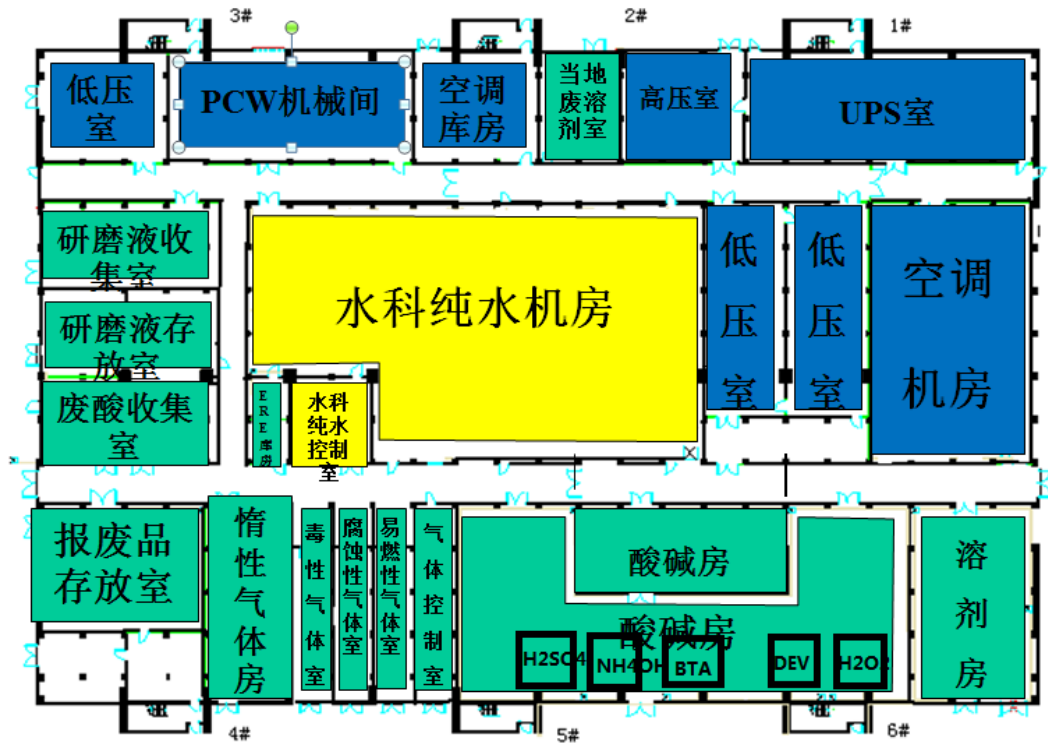 3#
2#
1#
低压
室
PCW机械间
空调
库房
当地
废溶
剂室
高压室
UPS室
研磨液收
集室
研磨液存
放室
废酸收集
室
水科纯水机房
低
压
室
低
压
室
空调
机房
E
R
E
库
房
水科
纯水
控制
室
报废品
存放室
惰
性
气
体
房
毒
性
气
体
室
腐
蚀
性
气
体
室
易
燃
性
气
体
室
气
体
控
制
室
酸碱房
酸碱房
H2SO4
NH4OH
BTA
DEV
H2O2
溶
剂
房
4#
5#
6#